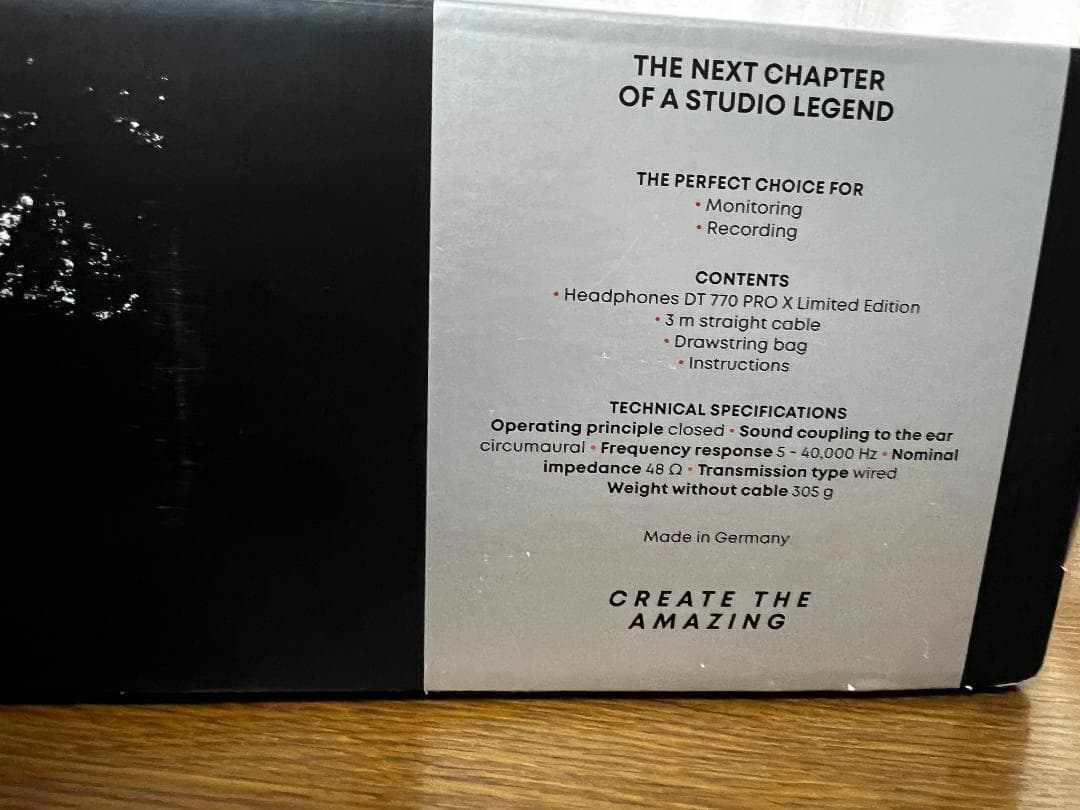 THE NEXT CHAPTER
OF A STUDIO LEGEND
THE PERFECT CHOICE FOR
• Monitoring
• Recording
CONTENTS
• Headphones DT 770 PRO X Limited Edition
• 3 m straight cable
• Drawstring bag
• Instructions
TECHNICAL SPECIFICATIONS
Operating principle closed • Sound coupling to the ear
circumaural • Frequency response 5 - 40,000 Hz • Nominal
impedance 48 Ω • Transmission type wired
Weight without cable 305 g
Made in Germany
CREATE THE
AMAZING